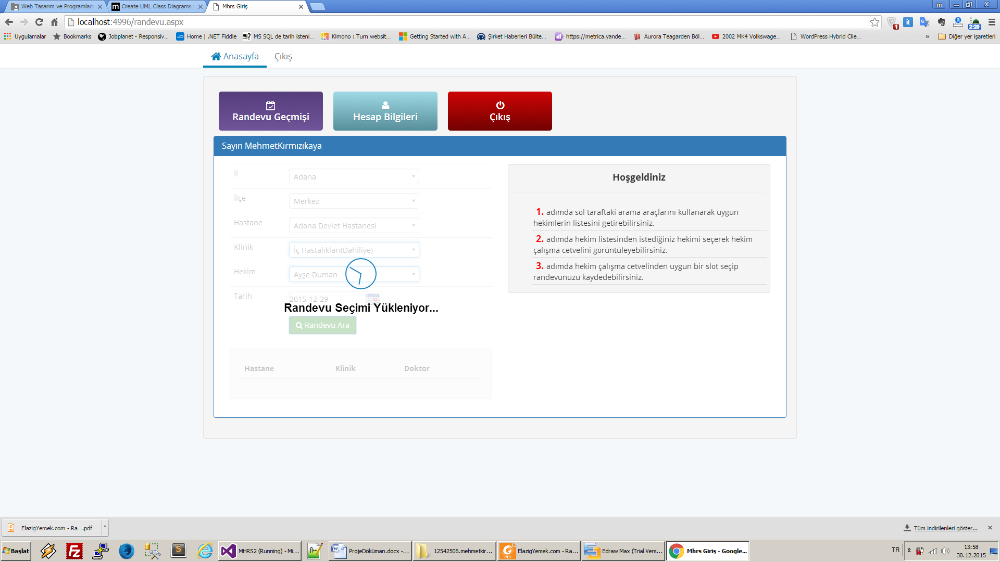 Web Tasarım ve Programlam
Create UML Class Diagrams
Mhrs Giriş
localhost:4996/randevu.aspx
Uygulamalar
Bookmarks
Jobplanet - Responsiv...
Home | .NET Fiddle
MS SQL de tarih isteni...
Kimono : Turn websit...
Getting Started with A...
Şirket Haberleri Bülte...
https://metrica.yande...
Aurora Teagarden Böl...
2002 MK4 Volkswage...
WordPress Hybrid Clie...
»
Diğer yer işaretleri
Anasayfa
Çıkış
Randevu Geçmişi
Hesap Bilgileri
Çıkış
Sayın MehmetKırmızıkaya
İl
Adana
İlçe
Merkez
Hastane
Adana Devlet Hastanesi
Klinik
İç Hastalıkları(Dahiliye)
Hekim
Ayşe Duman
Tarih
2015-12-29
Randevu Seçimi Yükleniyor...
Randevu Ara
Hastane Klinik Doktor
Hoşgeldiniz
1. adımda sol taraftaki arama araçlarını kullanarak uygun
hekimlerin listesini getirebilirsiniz.
2. adımda hekim listesinden istediğiniz hekimi seçerek hekim
çalışma cetvelini görüntüleyebilirsiniz.
3. adımda hekim çalışma cetvelinden uygun bir slot seçip
randevunuzu kaydedebilirsiniz.
ElazigYemek.com - Ra....pdf
Tüm indirilenleri göster...
Başlat
MHRS2 (Running) - Mi...
ProjeDöküman.docx -...
12542506.mehmetkir...
ElazigYemek.com - Ra...
Edraw Max (Trial Vers...
Mhrs Giriş - Google...
TR
13:58
30.12.2015